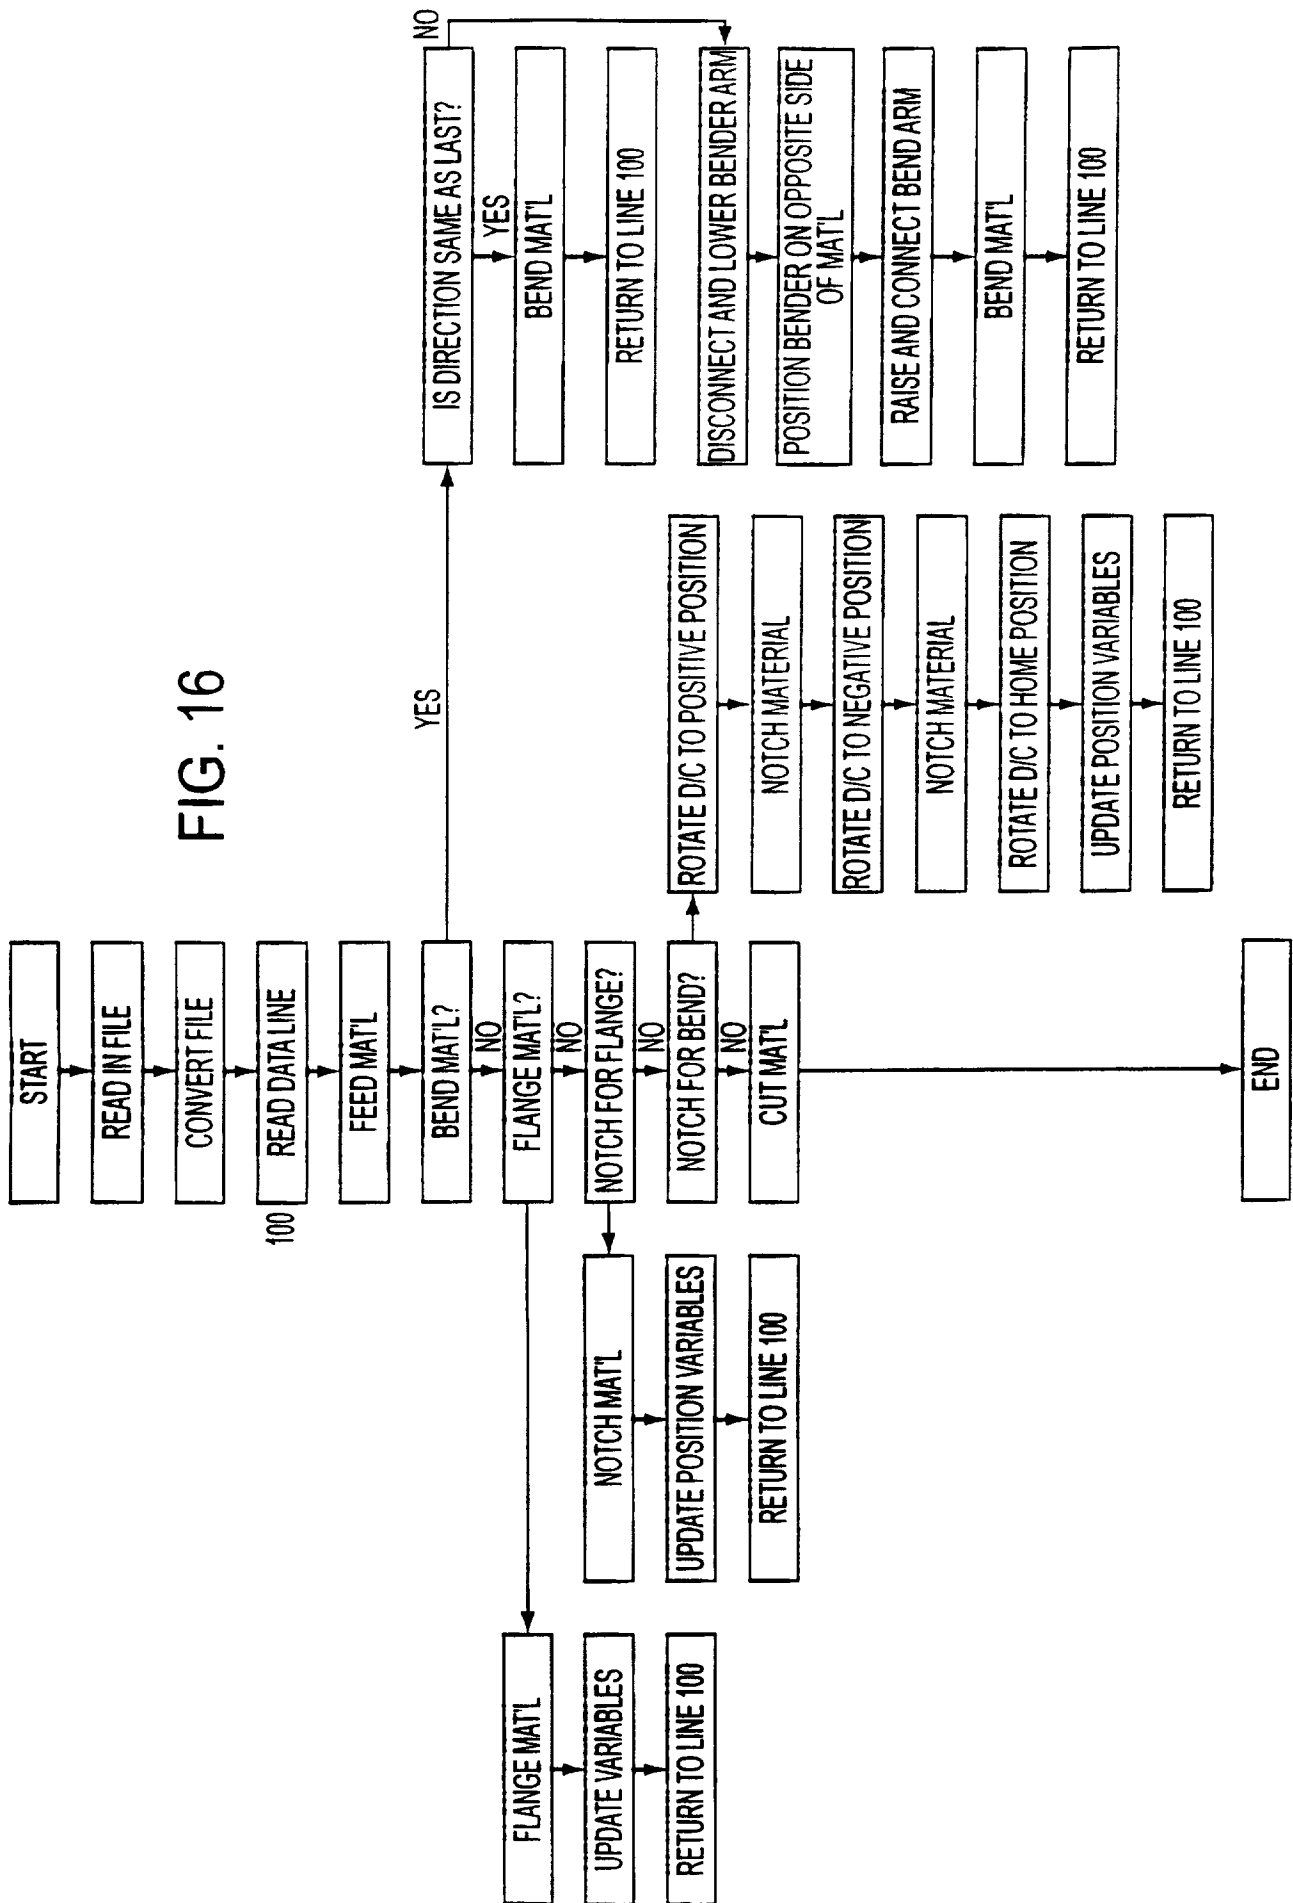 FIG. 16
START
READ IN FILE
CONVERT FILE
100
READ DATA LINE
FEED MAT'L
BEND MAT'L?
YES
NO
FLANGE MAT'L?
NO
NOTCH FOR FLANGE?
NO
NOTCH FOR BEND?
NO
CUT MAT'L
END
FLANGE MAT'L
UPDATE VARIABLES
RETURN TO LINE 100
NOTCH MAT'L
UPDATE POSITION VARIABLES
RETURN TO LINE 100
ROTATE D/C TO POSITIVE POSITION
NOTCH MATERIAL
ROTATE D/C TO NEGATIVE POSITION
NOTCH MATERIAL
ROTATE D/C TO HOME POSITION
UPDATE POSITION VARIABLES
RETURN TO LINE 100
IS DIRECTION SAME AS LAST?
NO
YES
BEND MAT'L
RETURN TO LINE 100
DISCONNECT AND LOWER BENDER ARM
POSITION BENDER ON OPPOSITE SIDE
OF MAT'L
RAISE AND CONNECT BEND ARM
BEND MAT'L
RETURN TO LINE 100